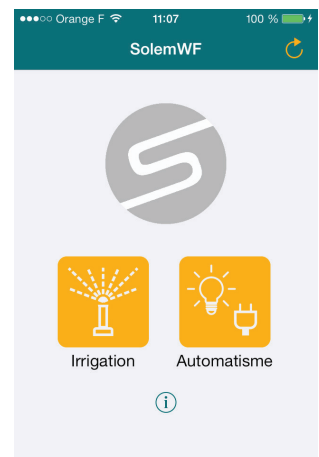 Orange F 11:07 100 %
SolemWF
Irrigation Automatisme
i